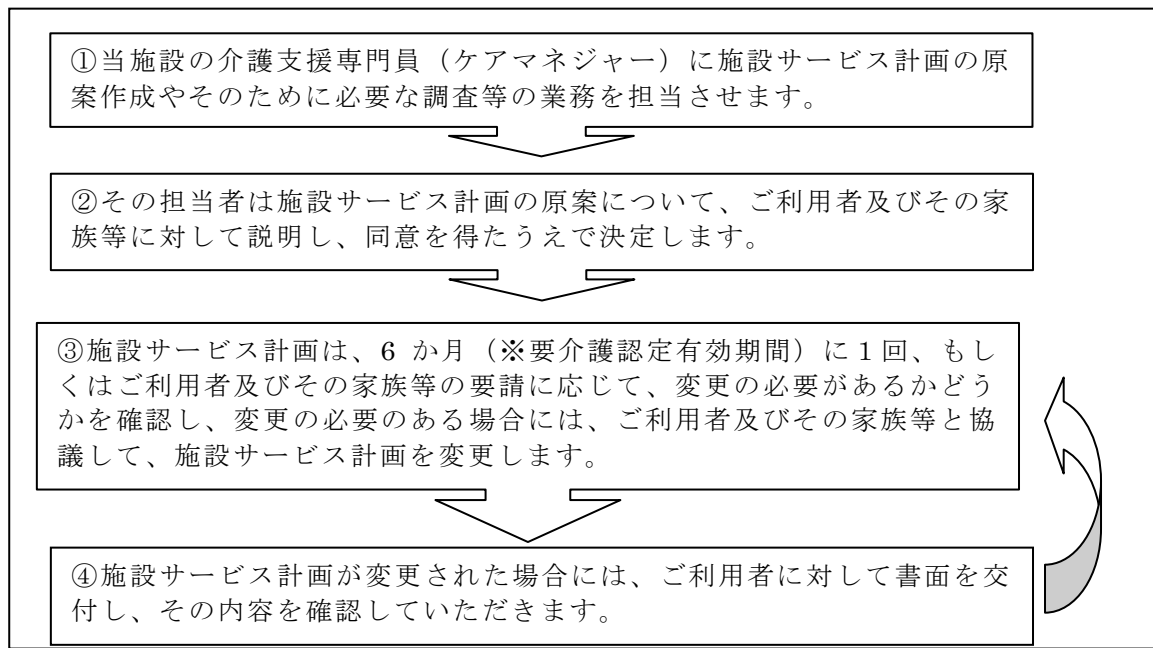 ①当施設の介護支援専門員（ケアマネジャー）に施設サービス計画の原
案作成やそのために必要な調査等の業務を担当させます。
②その担当者は施設サービス計画の原案について、ご利用者及びその家
族等に対して説明し、同意を得たうえで決定します。
③施設サービス計画は、6 か月（※要介護認定有効期間）に１回、もし
くはご利用者及びその家族等の要請に応じて、変更の必要があるかどう
かを確認し、変更の必要のある場合には、ご利用者及びその家族等と協
議して、施設サービス計画を変更します。
④施設サービス計画が変更された場合には、ご利用者に対して書面を交
付し、その内容を確認していただきます。